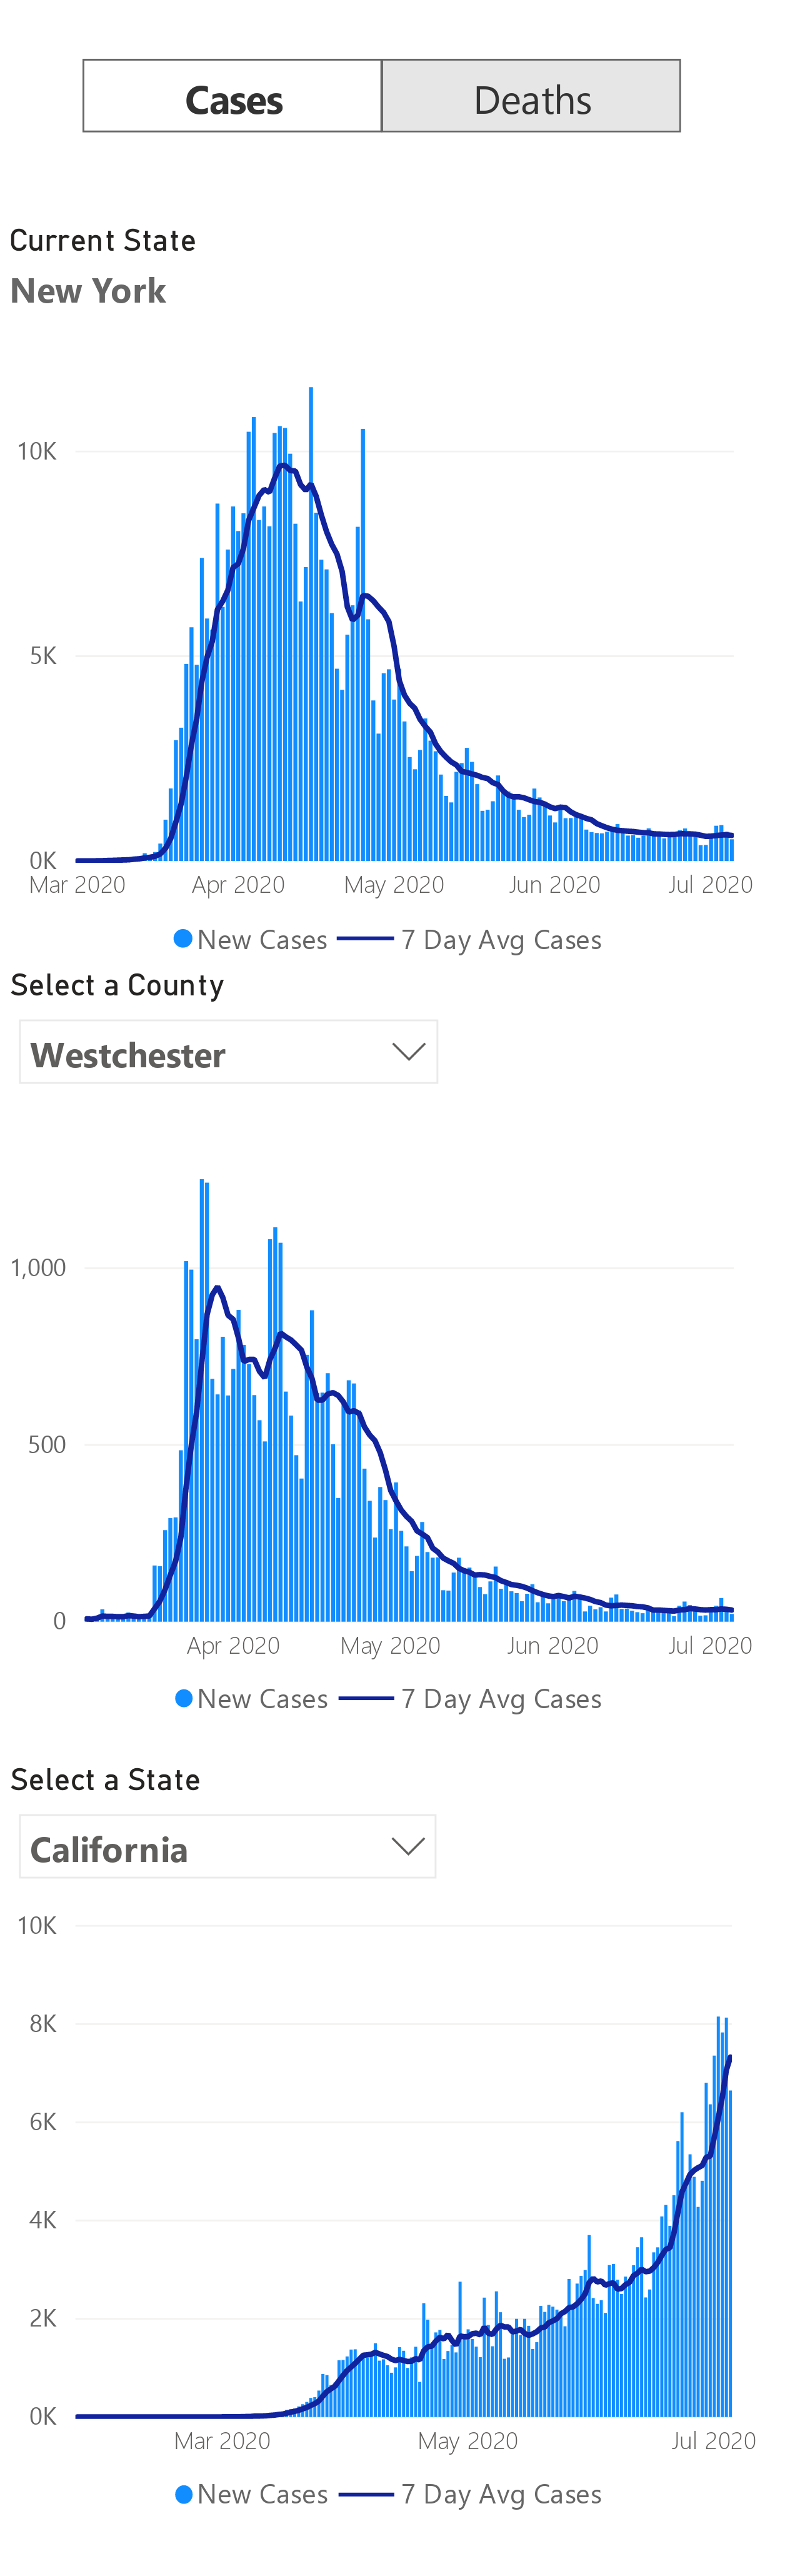 Cases Deaths
Current State
New York
10K
5K
0K
Mar 2020 Apr 2020 May 2020 Jun 2020 Jul 2020
New Cases 7 Day Avg Cases
Select a County
Westchester
1,000
500
0
Apr 2020 May 2020 Jun 2020 Jul 2020
New Cases 7 Day Avg Cases
Select a State
California
10K
8K
6K
4K
2K
0K
Mar 2020 May 2020 Jul 2020
New Cases 7 Day Avg Cases